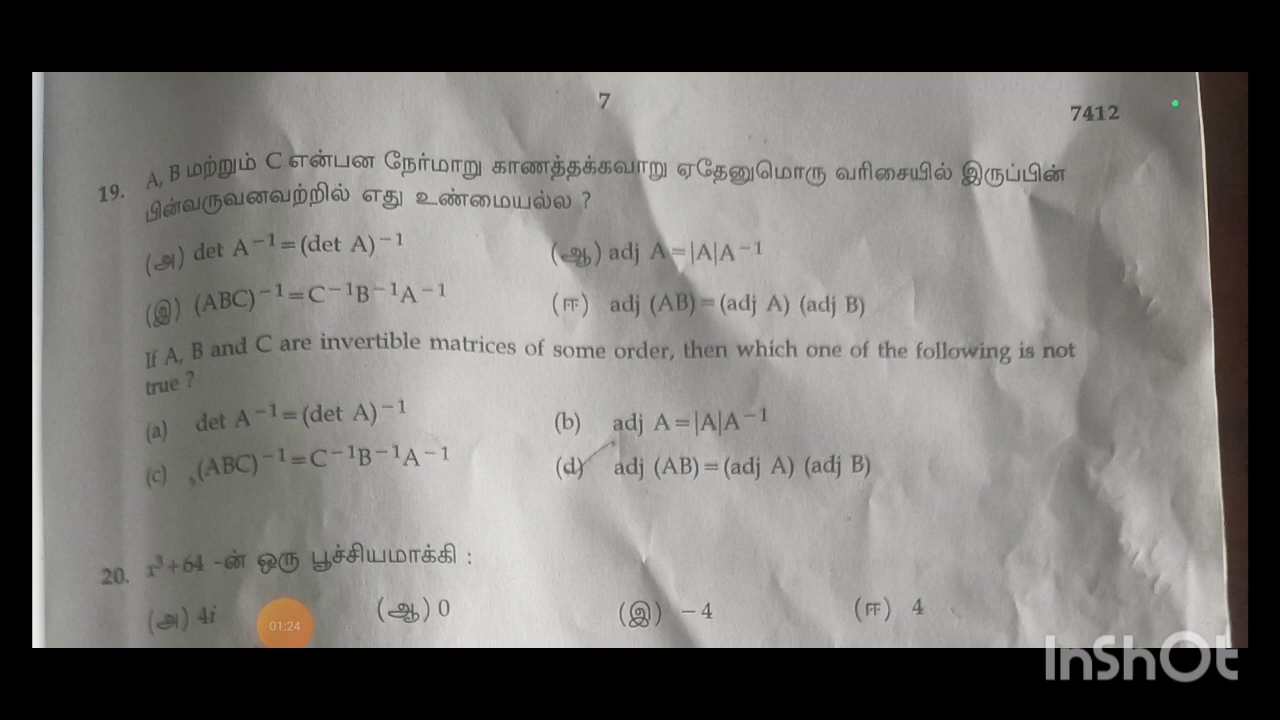 7
7412
19. A, B மற்றும் C என்பன நேர்மாறு காணத்தக்கவாறு ஏதேனுமொரு வரிசையில் இருப்பின்
பின்வருவனவற்றில் எது உண்மையல்ல ?
(அ) det A⁻¹=(det A)⁻¹ (ஆ) adj A=|A|A⁻¹
(இ) (ABC)⁻¹=C⁻¹B⁻¹A⁻¹ (ஈ) adj (AB)=(adj A) (adj B)
If A, B and C are invertible matrices of some order, then which one of the following is not
true ?
(a) det A⁻¹=(det A)⁻¹ (b) adj A=|A|A⁻¹
(c) (ABC)⁻¹=C⁻¹B⁻¹A⁻¹ (d) adj (AB)=(adj A) (adj B)
20. x³+64 -ன் ஒரு பூச்சியமாக்கி :
(அ) 4i (ஆ) 0 (இ) −4 (ஈ) 4
01:24
InShOt